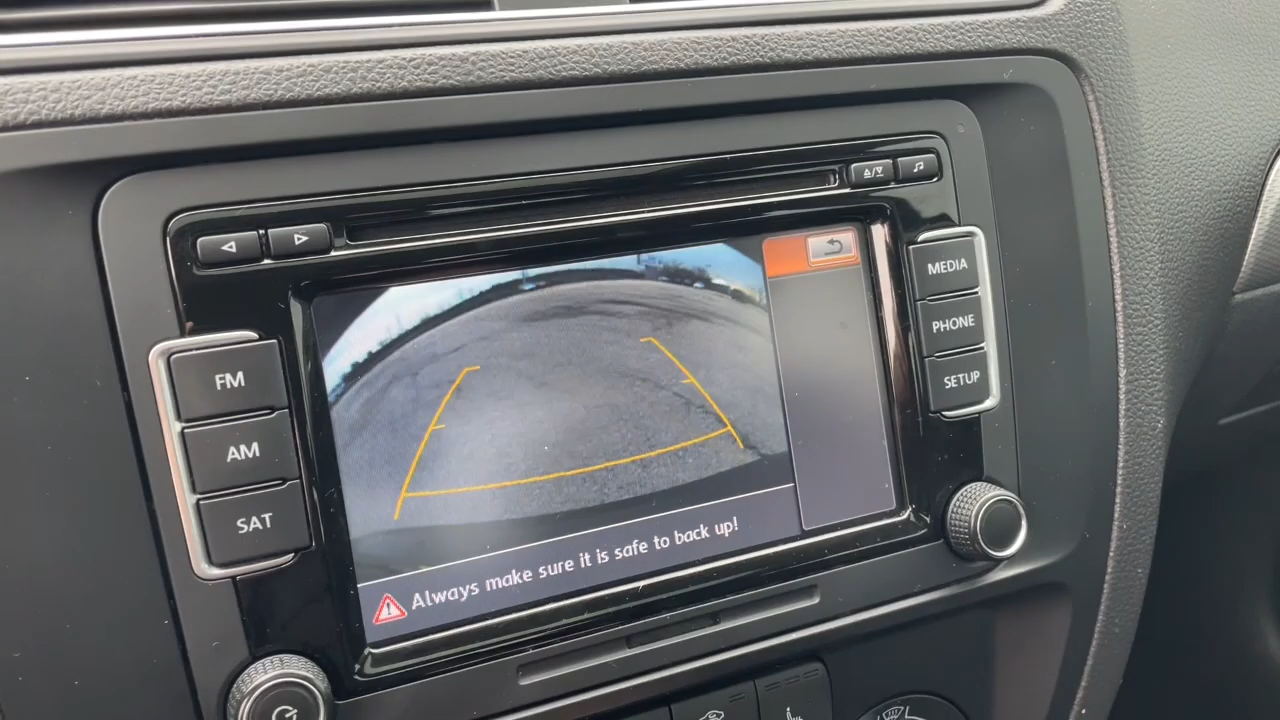 FM
AM
SAT
MEDIA
PHONE
SETUP
Always make sure it is safe to back up!